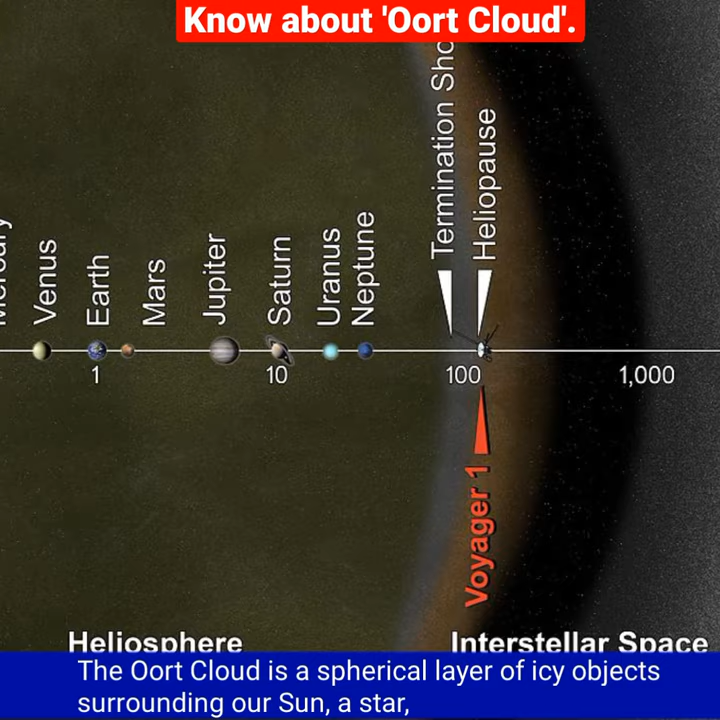 Know about 'Oort Cloud'.
Venus
Earth
Mars
Jupiter
Saturn
Uranus
Neptune
Termination
Heliopause
1
10
100
1,000
Voyager 1
Heliosphere
Interstellar Space
The Oort Cloud is a spherical layer of icy objects
surrounding our Sun, a star,